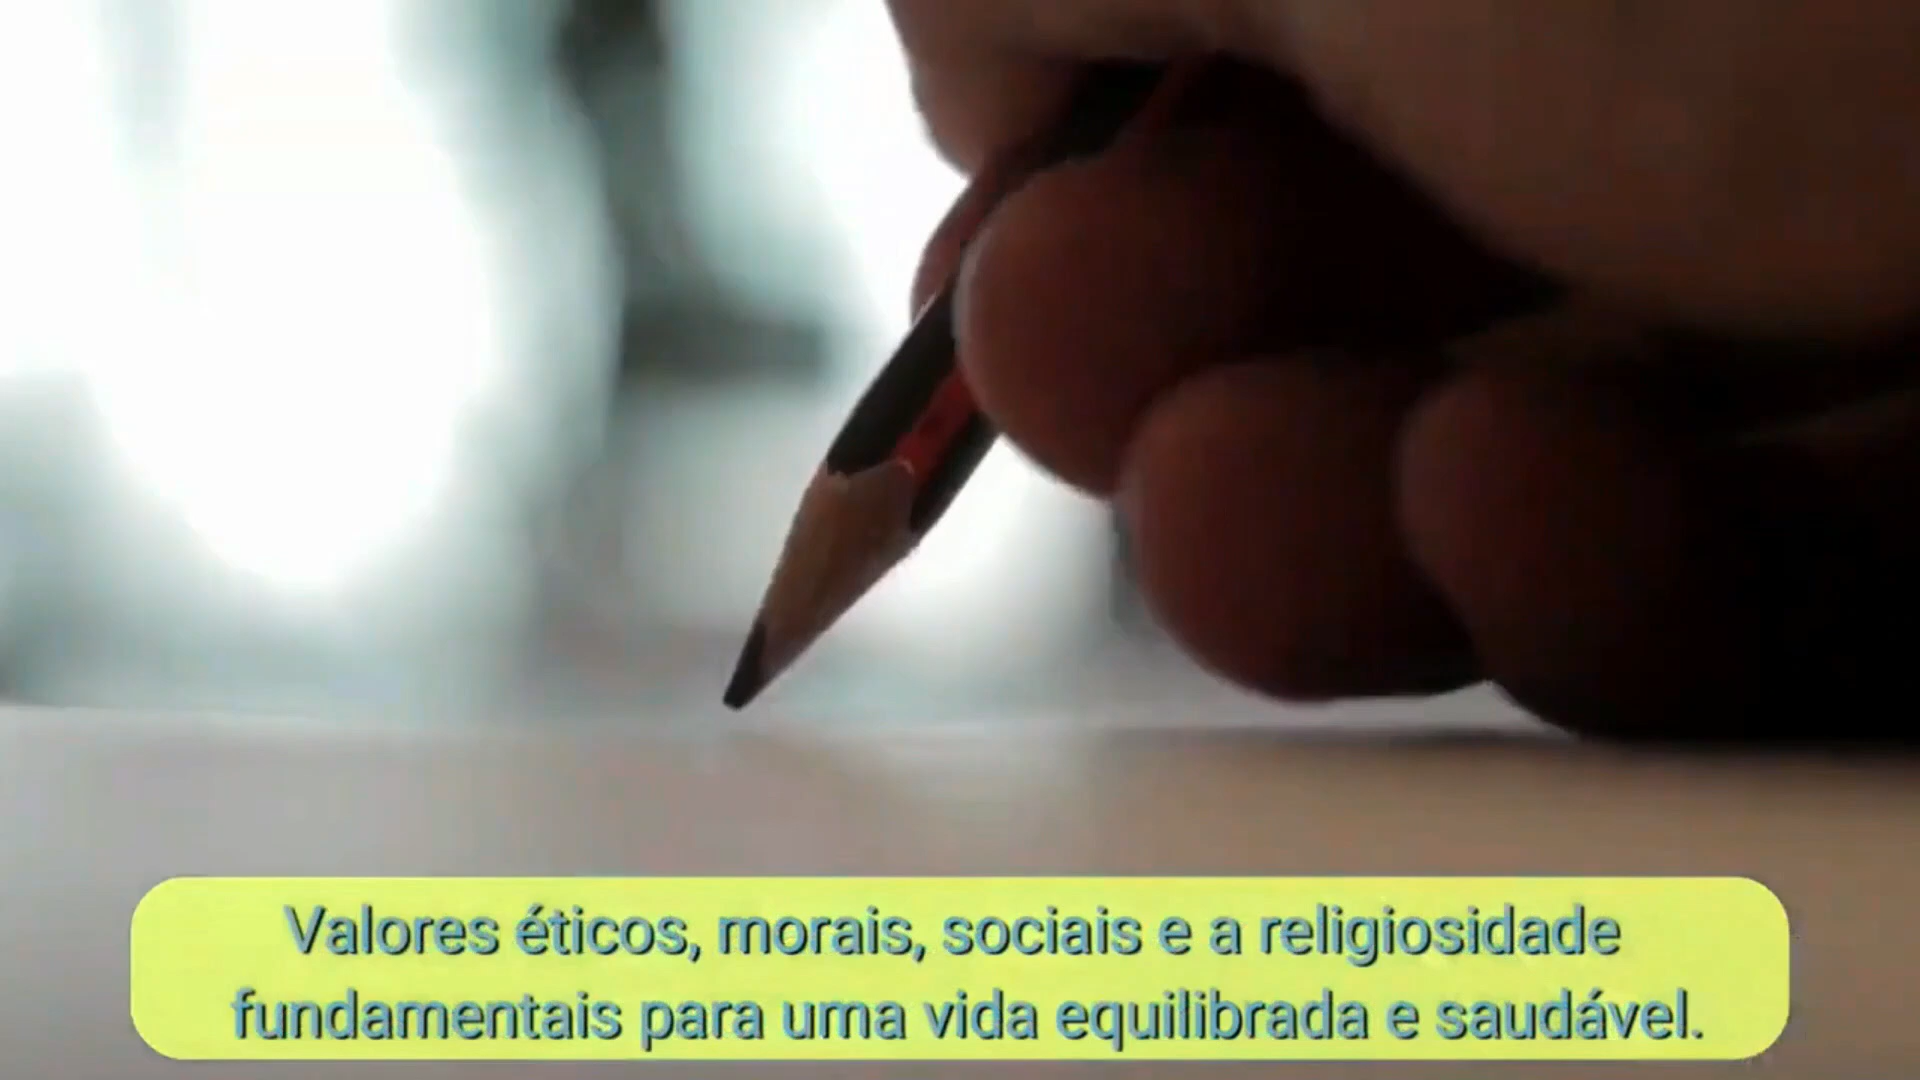 Valores éticos, morais, sociais e a religiosidade
fundamentais para uma vida equilibrada e saudável.